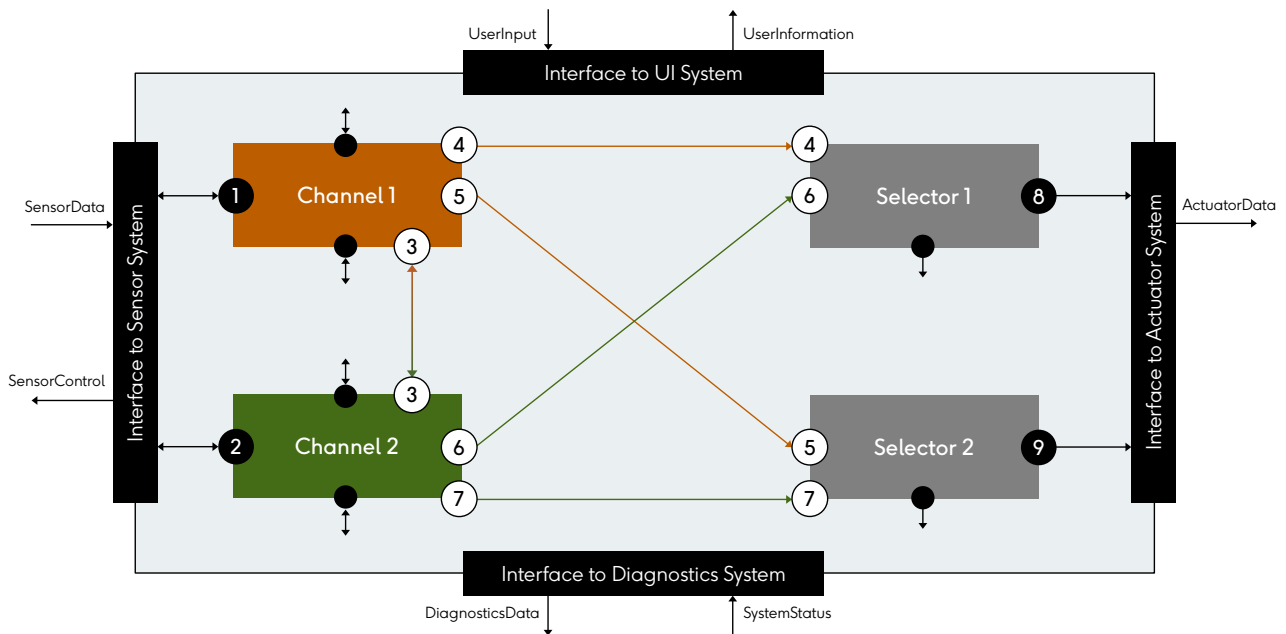 UserInput
UserInformation
Interface to UI System
4
4
Channel 1
Selector 1
1
5
6
8
SensorData
ActuatorData
3
Interface to Sensor System
Interface to Actuator System
SensorControl
3
Channel 2
Selector 2
2
6
5
9
7
7
Interface to Diagnostics System
DiagnosticsData
SystemStatus